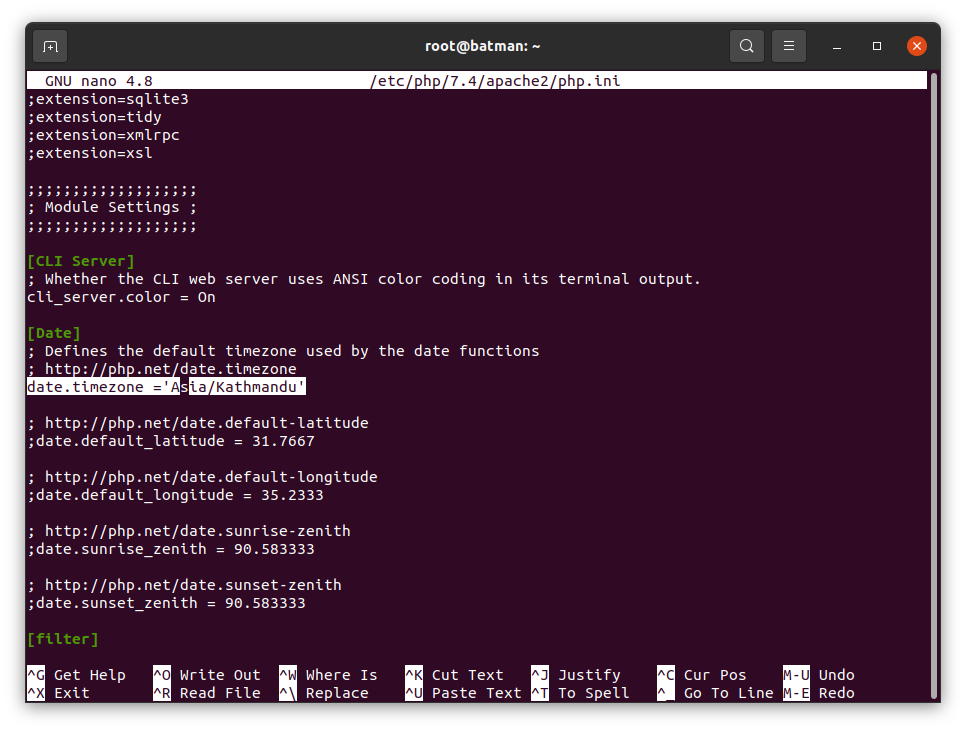 root@batman: ~
GNU nano 4.8 /etc/php/7.4/apache2/php.ini
;extension=sqlite3
;extension=tidy
;extension=xmlrpc
;extension=xsl
;;;;;;;;;;;;;;;;;;;
; Module Settings ;
;;;;;;;;;;;;;;;;;;;
[CLI Server]
; Whether the CLI web server uses ANSI color coding in its terminal output.
cli_server.color = On
[Date]
; Defines the default timezone used by the date functions
; http://php.net/date.timezone
date.timezone ='Asia/Kathmandu'
; http://php.net/date.default-latitude
;date.default_latitude = 31.7667
; http://php.net/date.default-longitude
;date.default_longitude = 35.2333
; http://php.net/date.sunrise-zenith
;date.sunrise_zenith = 90.583333
; http://php.net/date.sunset-zenith
;date.sunset_zenith = 90.583333
[filter]
^G Get Help ^O Write Out ^W Where Is ^K Cut Text ^J Justify ^C Cur Pos M-U Undo
^X Exit ^R Read File ^\ Replace ^U Paste Text ^T To Spell ^_ Go To Line M-E Redo